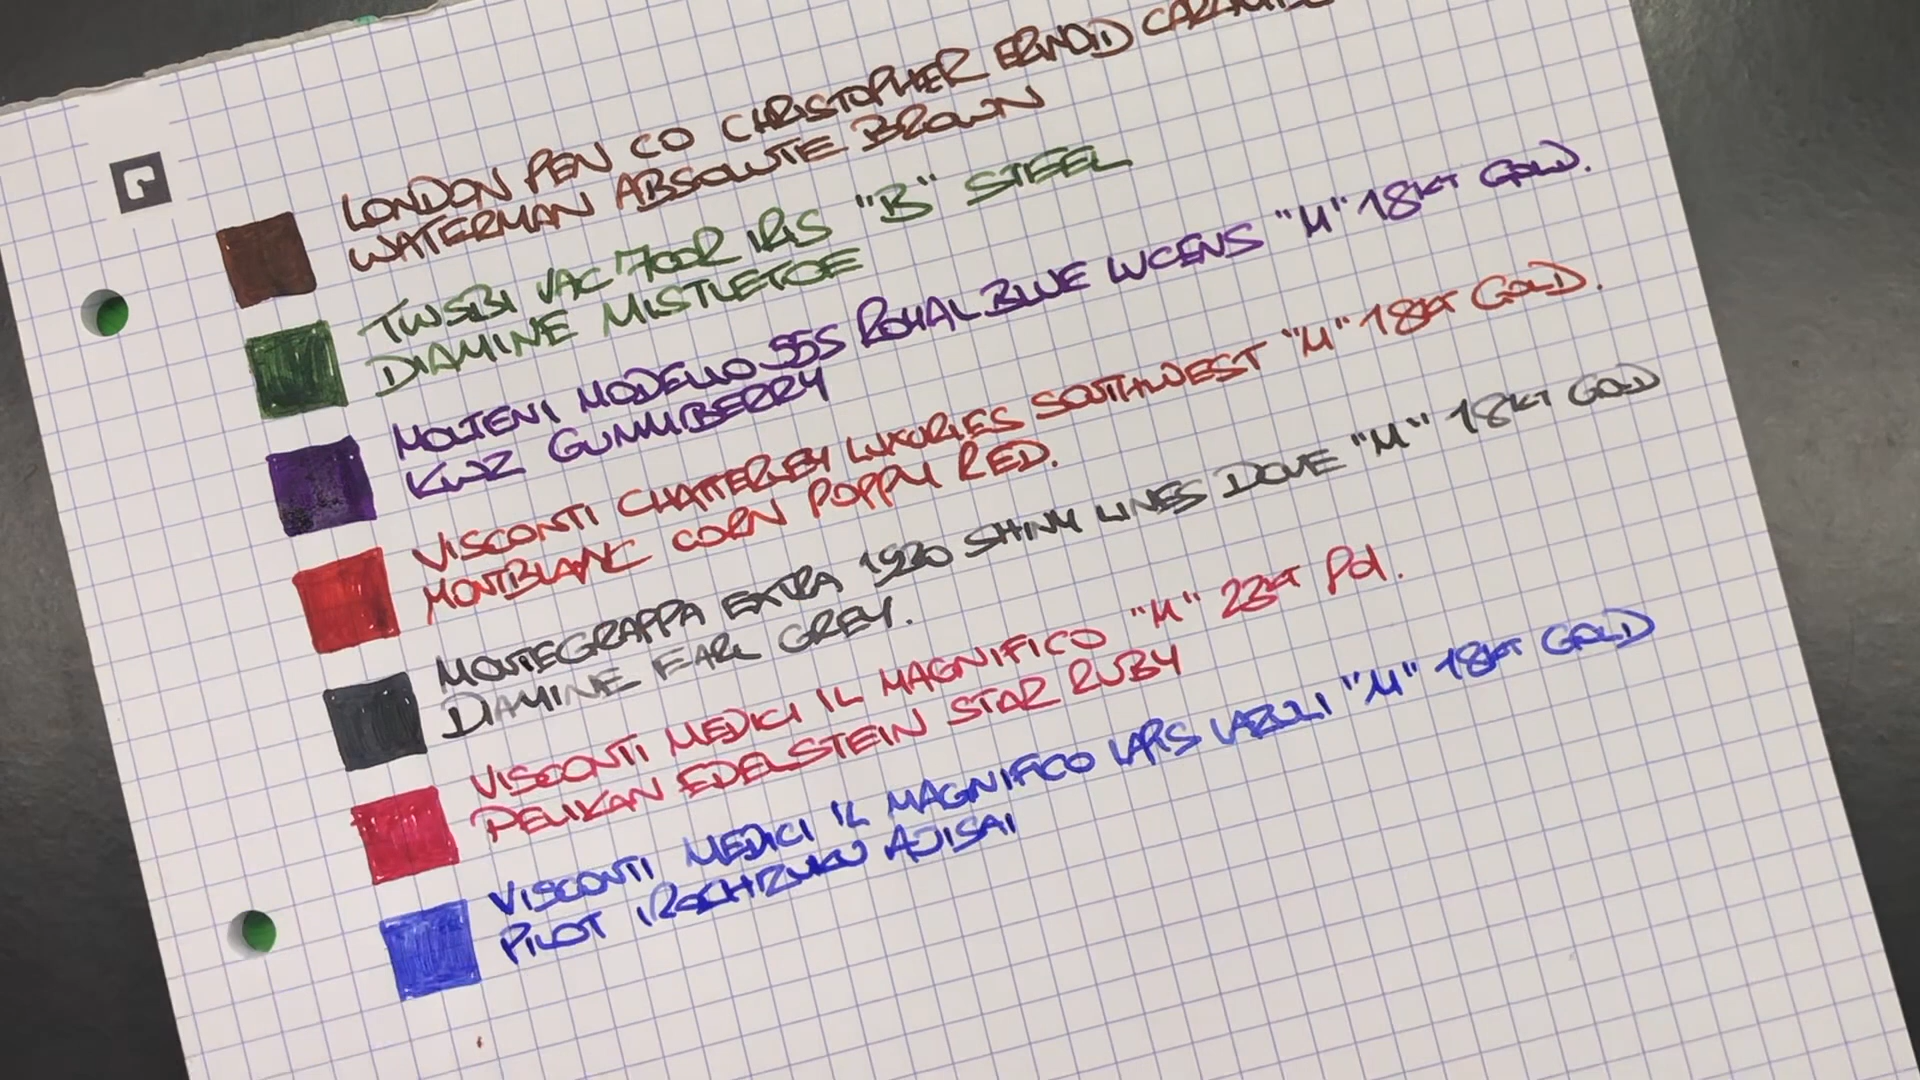 LONDON PEN CO CHRISTOPHER ERNOID
WATERMAN ABSOLUTE BROWN
TWSBI VAC 700R IRIS "B" STEEL
DIAMINE MISTLETOE
MOLTENI MODELLO 55S ROYAL BLUE LUCENS "M" 18KT GOLD.
KWZ GUMMIBERRY
VISCONTI CHATTERLEY LUXURIES SOUTHWEST "M" 18KT GOLD.
MONTBLANC CORN POPPY RED.
MONTEGRAPPA EXTRA 1930 SHINY LINES DOVE "M" 18KT GOLD
DIAMINE EARL GREY.
VISCONTI MEDICI IL MAGNIFICO "M" 23KT Pd.
PELIKAN EDELSTEIN STAR RUBY
VISCONTI MEDICI IL MAGNIFICO LAPIS LAZULI "M" 18KT GOLD
PILOT IROSHIZUKU AJISAI